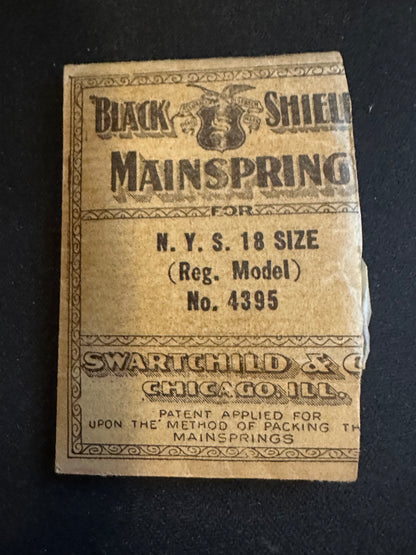 BLACK SHIEL
MAINSPRING
FOR
N. Y. S. 18 SIZE
(Reg. Model)
No. 4395
SWARTCHILD & C
CHICAGO, ILL.
PATENT APPLIED FOR
UPON THE METHOD OF PACKING TH
MAINSPRINGS